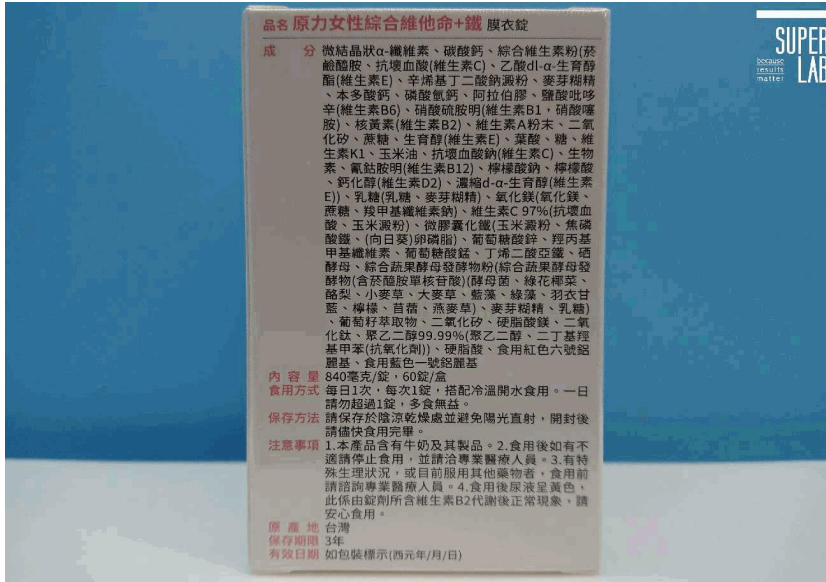 品名 原力女性綜合維他命+鐵 膜衣錠
成分 微結晶狀α-纖維素、碳酸鈣、綜合維生素粉(菸
鹼醯胺、抗壞血酸(維生素C)、乙酸dl-α-生育醇
酯(維生素E)、辛烯基丁二酸鈉澱粉、麥芽糊精
、本多酸鈣、磷酸氫鈣、阿拉伯膠、鹽酸吡哆
辛(維生素B6)、硝酸硫胺明(維生素B1,硝酸噻
胺)、核黃素(維生素B2)、維生素A粉末、二氧
化矽、蔗糖、生育醇(維生素E)、葉酸、糖、維
生素K1、玉米油、抗壞血酸鈉(維生素C)、生物
素、氰鈷胺明(維生素B12)、檸檬酸鈉、檸檬酸
、鈣化醇(維生素D2)、濃縮d-α-生育醇(維生素
E))、乳糖(乳糖、麥芽糊精)、氧化鎂(氧化鎂、
蔗糖、羧甲基纖維素鈉)、維生素C 97%(抗壞血
酸、玉米澱粉)、微膠囊化鐵(玉米澱粉、焦磷
酸鐵、(向日葵)卵磷脂)、葡萄糖酸鋅、羥丙基
甲基纖維素、葡萄糖酸錳、丁烯二酸亞鐵、硒
酵母、綜合蔬果酵母發酵物粉(綜合蔬果酵母發
酵物(含菸醯胺單核苷酸)(酵母菌、綠花椰菜、
酪梨、小麥草、大麥草、藍藻、綠藻、羽衣甘
藍、檸檬、苜蓿、燕麥草)、麥芽糊精、乳糖)
、葡萄籽萃取物、二氧化矽、硬脂酸鎂、二氧
化鈦、聚乙二醇99.99%(聚乙二醇、二丁基羥
基甲苯(抗氧化劑))、硬脂酸、食用紅色六號鋁
麗基、食用藍色一號鋁麗基
內容量 840毫克/錠,60錠/盒
食用方式 每日1次,每次1錠,搭配冷溫開水食用。一日
請勿超過1錠,多食無益。
保存方法 請保存於陰涼乾燥處並避免陽光直射,開封後
請儘快食用完畢。
注意事項 1.本產品含有牛奶及其製品。2.食用後如有不
適請停止食用,並請洽專業醫療人員。3.有特
殊生理狀況,或目前服用其他藥物者,食用前
請諮詢專業醫療人員。4.食用後尿液呈黃色,
此係由錠劑所含維生素B2代謝後正常現象,請
安心食用。
原產地 台灣
保存期限 3年
有效日期 如包裝標示(西元年/月/日)
SUPER
because
results
matter
LAB